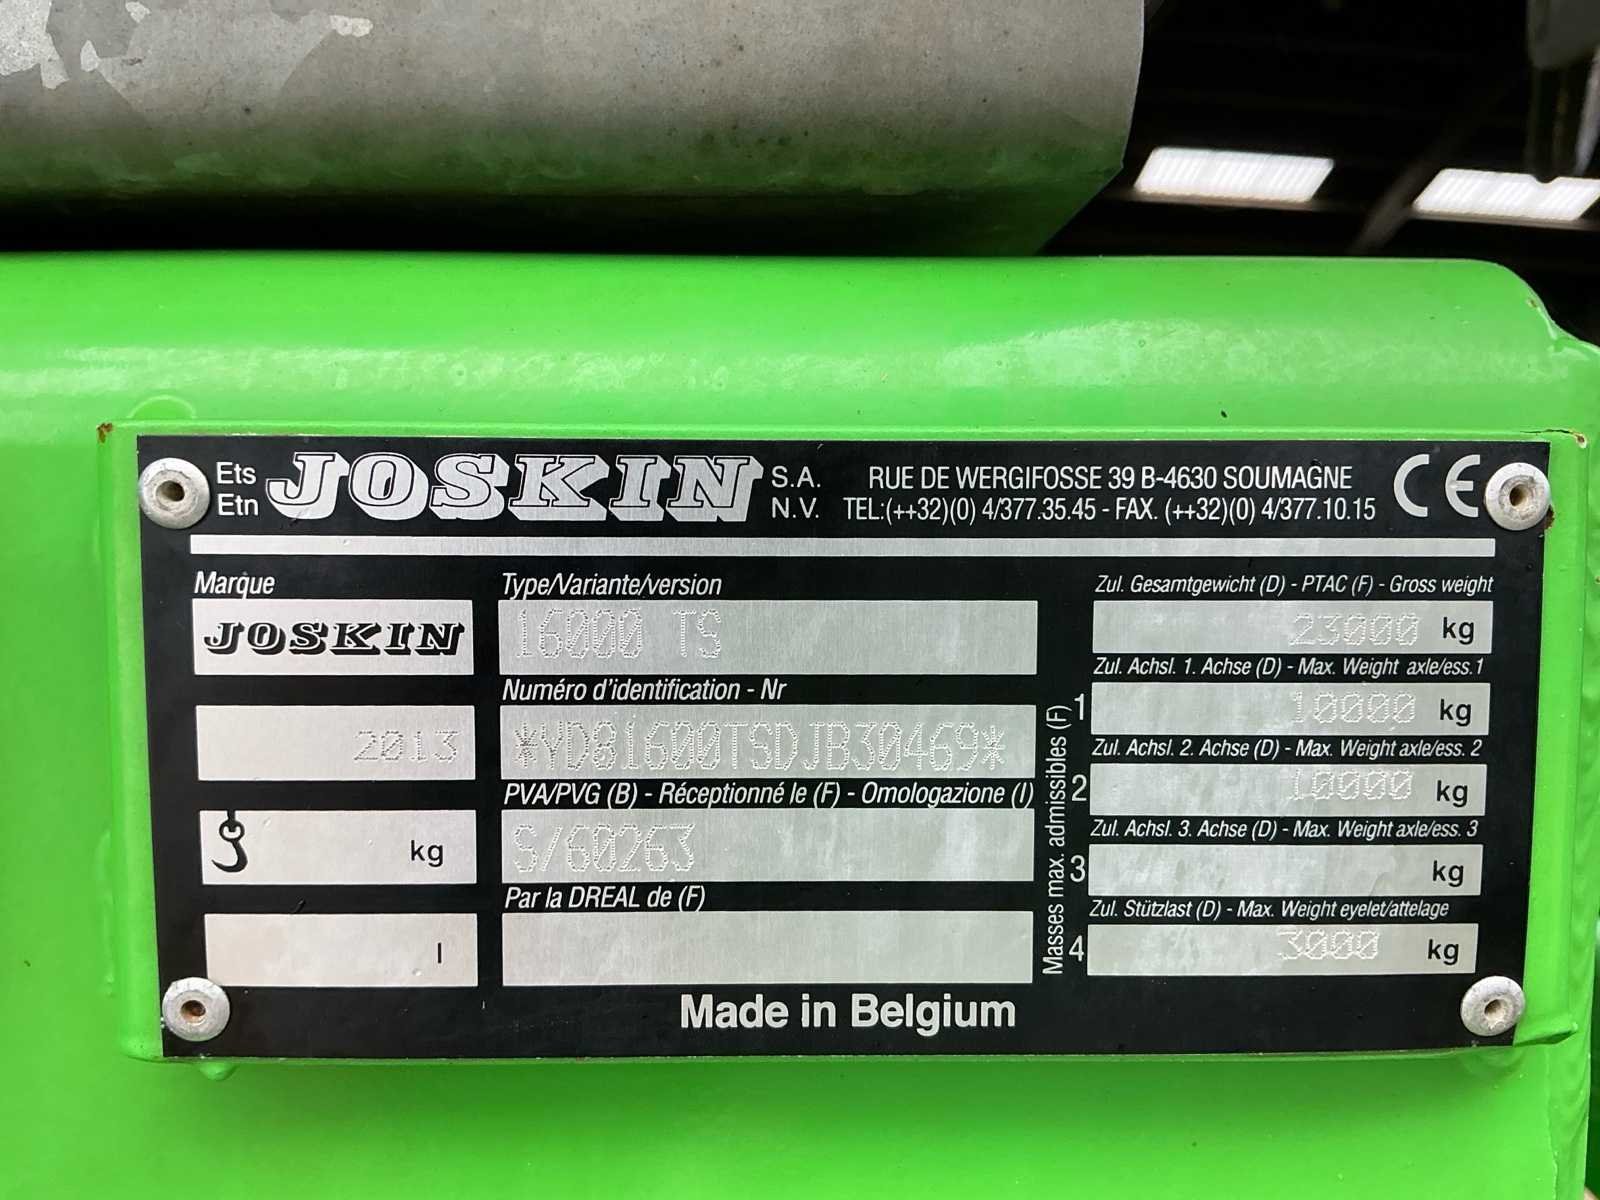 Ets
Etn
JOSKIN
S.A.
N.V.
RUE DE WERGIFOSSE 39 B-4630 SOUMAGNE
TEL:(++32)(0) 4/377.35.45 - FAX. (++32)(0) 4/377.10.15
CE
Marque
JOSKIN
2013
kg
l
Type/Variante/version
16000 TS
Numéro d'identification - Nr
*YD81600TSDJB30469*
PVA/PVG (B) - Réceptionné le (F) - Omologazione (I)
S/60263
Par la DREAL de (F)
Masses max. admissibles (F)
Zul. Gesamtgewicht (D) - PTAC (F) - Gross weight
23000 kg
Zul. Achsl. 1. Achse (D) - Max. Weight axle/ess.1
1 10000 kg
Zul. Achsl. 2. Achse (D) - Max. Weight axle/ess. 2
2 10000 kg
Zul. Achsl. 3. Achse (D) - Max. Weight axle/ess. 3
3 kg
Zul. Stützlast (D) - Max. Weight eyelet/attelage
4 3000 kg
Made in Belgium